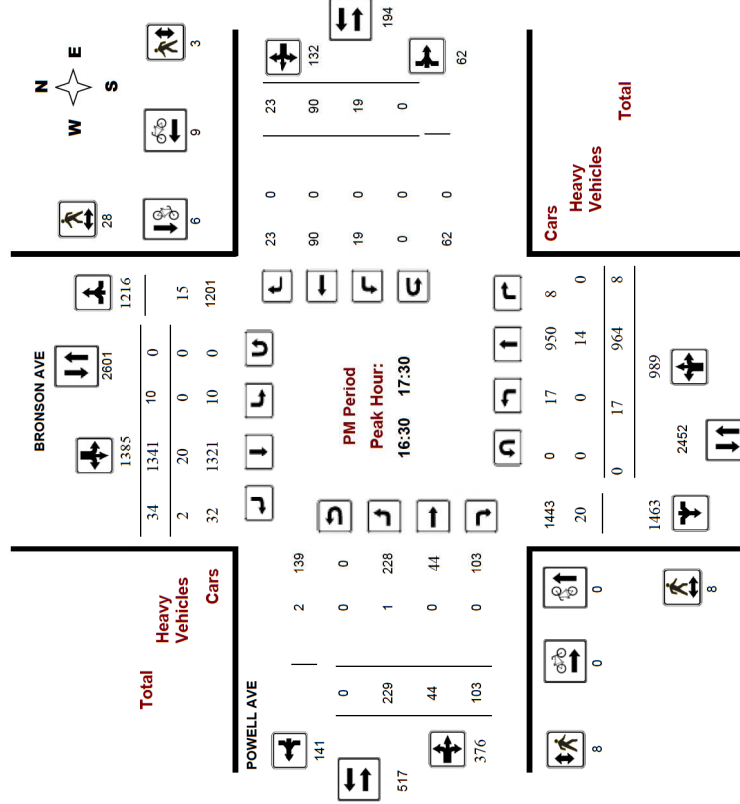 N
W E
S
3
9
28
6
BRONSON AVE
2601
1385
1216
34 1341 10 0
2 20 0 0 15
32 1321 10 0 1201
Total
Heavy
Vehicles
Cars
194
132
62
23 0 23
90 0 90
19 0 19
0 0 0
62 0
PM Period
Peak Hour:
16:30 17:30
POWELL AVE
139 2
0 0 0
228 1 229
44 0 44
103 0 103
141
517
376
Cars
Heavy
Vehicles
Total
1443 0 17 950 8
20 0 0 14 0
0 17 964 8
1463
989
2452
0
0
8
8